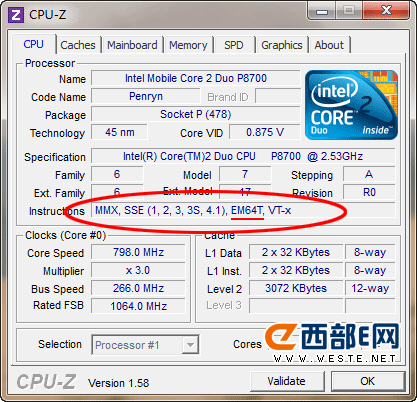 CPU-Z
CPU Caches Mainboard Memory SPD Graphics About
Processor
Name Intel Mobile Core 2 Duo P8700
Code Name Penryn Brand ID
Package Socket P (478)
Technology 45 nm Core VID 0.875 V
intel CORE 2 Duo inside™
Specification Intel(R) Core(TM)2 Duo CPU P8700 @ 2.53GHz
Family 6 Model 7 Stepping A
Ext. Family 6 Ext. Model 17 Revision R0
Instructions MMX, SSE (1, 2, 3, 3S, 4.1), EM64T, VT-x
Clocks (Core #0)
Core Speed 798.0 MHz
Multiplier x 3.0
Bus Speed 266.0 MHz
Rated FSB 1064.0 MHz
Cache
L1 Data 2 x 32 KBytes 8-way
L1 Inst. 2 x 32 KBytes 8-way
Level 2 3072 KBytes 12-way
Level 3
Selection Processor #1 Cores
e西部E网
WWW.WESTE.NET
CPU-Z Version 1.58 Validate OK